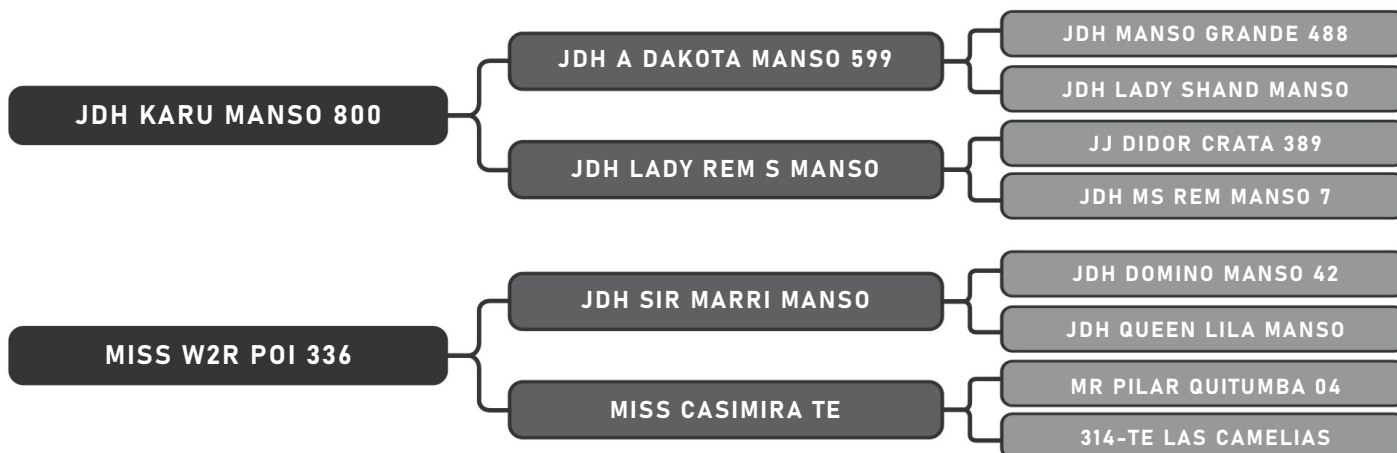 JDH KARU MANSO 800
JDH A DAKOTA MANSO 599
JDH MANSO GRANDE 488
JDH LADY SHAND MANSO
JDH LADY REM S MANSO
JJ DIDOR CRATA 389
JDH MS REM MANSO 7
MISS W2R POI 336
JDH SIR MARRI MANSO
JDH DOMINO MANSO 42
JDH QUEEN LILA MANSO
MISS CASIMIRA TE
MR PILAR QUITUMBA 04
314-TE LAS CAMELIAS